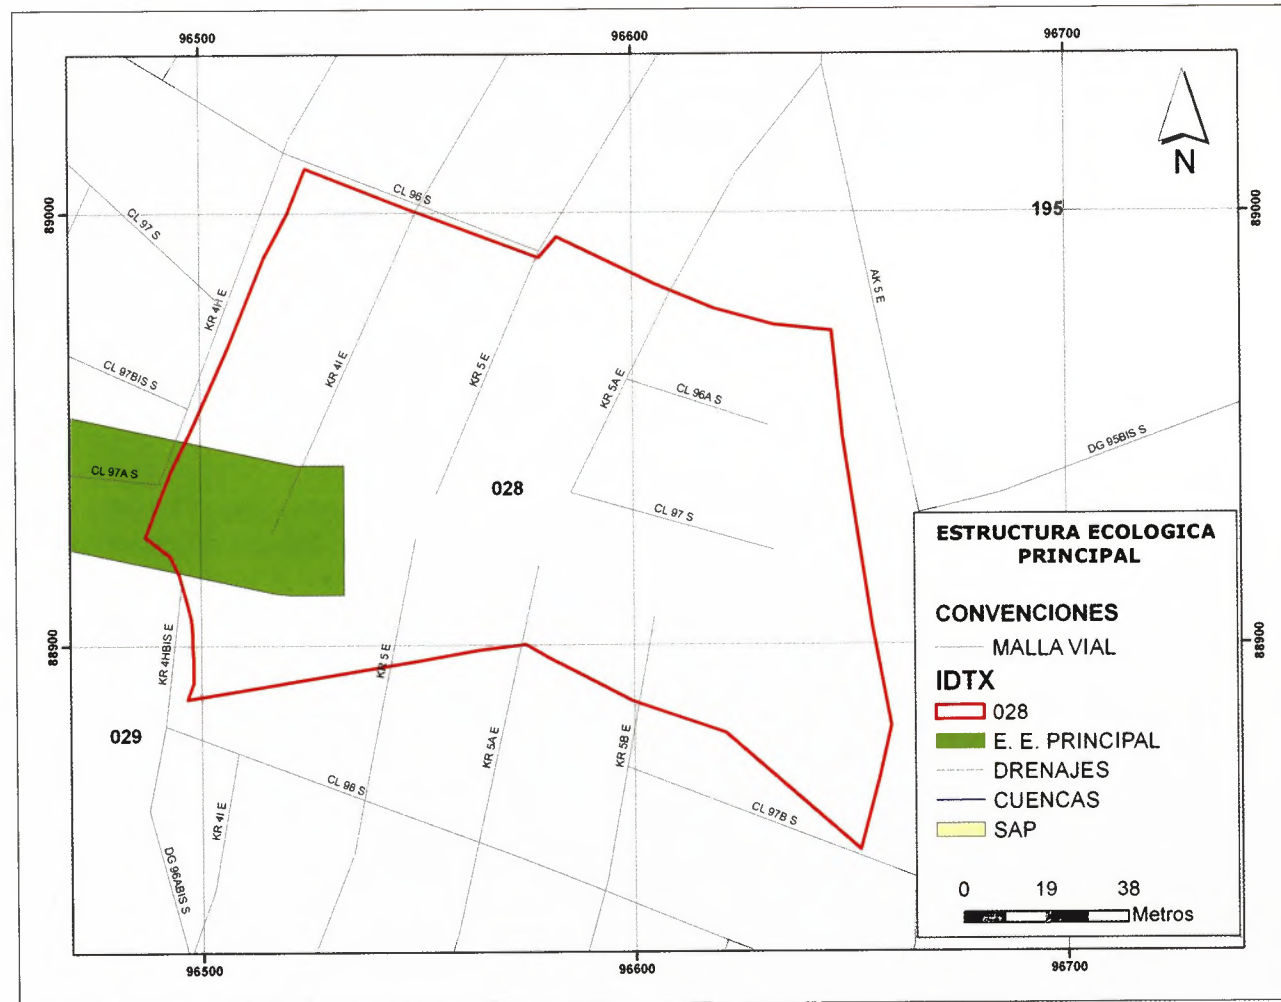 96500
96600
96700
N
CL 96 S
89000
195
89000
CL 97 S
KR 4H E
AK 5 E
CL 97BIS S
KR 4I E
KR 5 E
KR 5A E
CL 96A S
DG 95BIS S
CL 97A S
028
CL 97 S
88900
88900
KR 4HBIS E
KR 5 E
KR 5A E
KR 5B E
029
CL 98 S
CL 97B S
KR 4I E
DG 96ABIS S
ESTRUCTURA ECOLOGICA
PRINCIPAL
CONVENCIONES
MALLA VIAL
IDTX
028
E. E. PRINCIPAL
DRENAJES
CUENCAS
SAP
0 19 38
Metros
96500
96600
96700